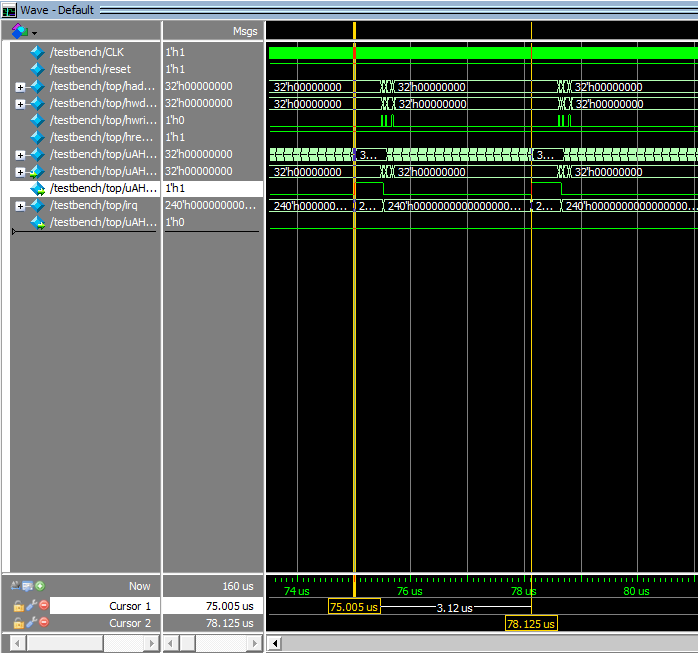 Wave - Default
Msgs
/testbench/CLK 1'h1
/testbench/reset 1'h1
/testbench/top/had... 32'h00000000 32'h00000000 32'h00000000 32'h00000000
/testbench/top/hwd... 32'h00000000 32'h00000000 32'h00000000 32'h00000000
/testbench/top/hwri... 1'h0
/testbench/top/hre... 1'h1
/testbench/top/uAH... 32'h00000000 3... 3...
/testbench/top/uAH... 32'h00000000 32'h00000000 32'h00000000 32'h00000000
/testbench/top/uAH... 1'h1
/testbench/top/irq 240'h000000000... 240'h0000000... 2... 240'h0000000000000000... 2... 240'h0000000000000000...
/testbench/top/uAH... 1'h0
Now 160 us 74 us 76 us 78 us 80 us
Cursor 1 75.005 us 75.005 us 3.12 us
Cursor 2 78.125 us 78.125 us